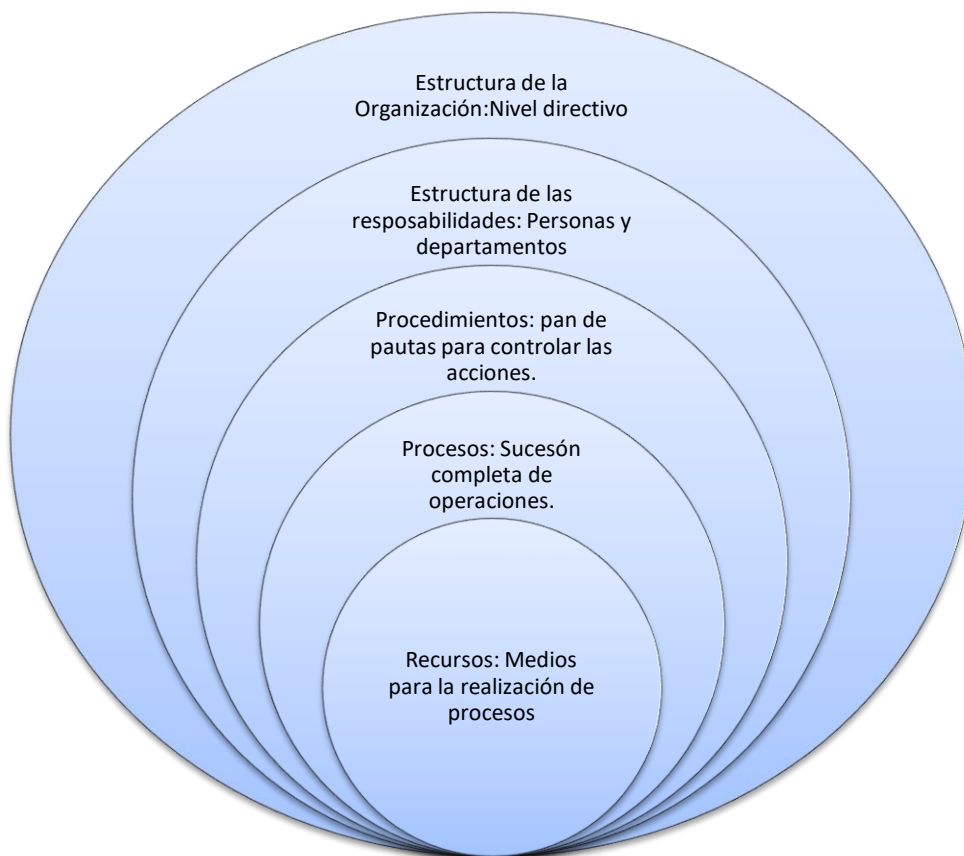 Estructura de la
Organización:Nivel directivo
Estructura de las
resposabilidades: Personas y
departamentos
Procedimientos: pan de
pautas para controlar las
acciones.
Procesos: Sucesón
completa de
operaciones.
Recursos: Medios
para la realización de
procesos